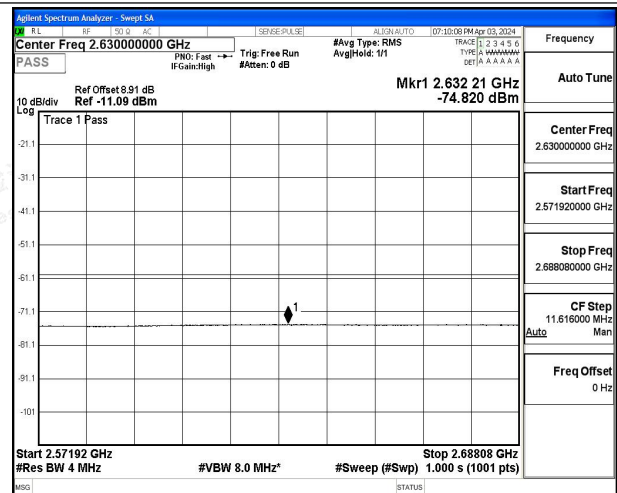 Agilent Spectrum Analyzer - Swept SA
LXI RL RF 50 Ω AC SENSE:PULSE ALIGNAUTO 07:10:08 PM Apr 03, 2024
Center Freq 2.630000000 GHz
PASS
PNO: Fast
IFGain:High
Trig: Free Run
#Atten: 0 dB
#Avg Type: RMS
Avg|Hold: 1/1
TRACE 1 2 3 4 5 6
TYPE A WWWWW
DET A A A A A A
Mkr1 2.632 21 GHz
-74.820 dBm
Ref Offset 8.91 dB
10 dB/div Ref -11.09 dBm
Log
Trace 1 Pass
-21.1
-31.1
-41.1
-51.1
-61.1
-71.1
1
-81.1
-91.1
-101
Start 2.57192 GHz Stop 2.68808 GHz
#Res BW 4 MHz #VBW 8.0 MHz* #Sweep (#Swp) 1.000 s (1001 pts)
MSG STATUS
Frequency
Auto Tune
Center Freq
2.630000000 GHz
Start Freq
2.571920000 GHz
Stop Freq
2.688080000 GHz
CF Step
11.616000 MHz
Auto Man
Freq Offset
0 Hz